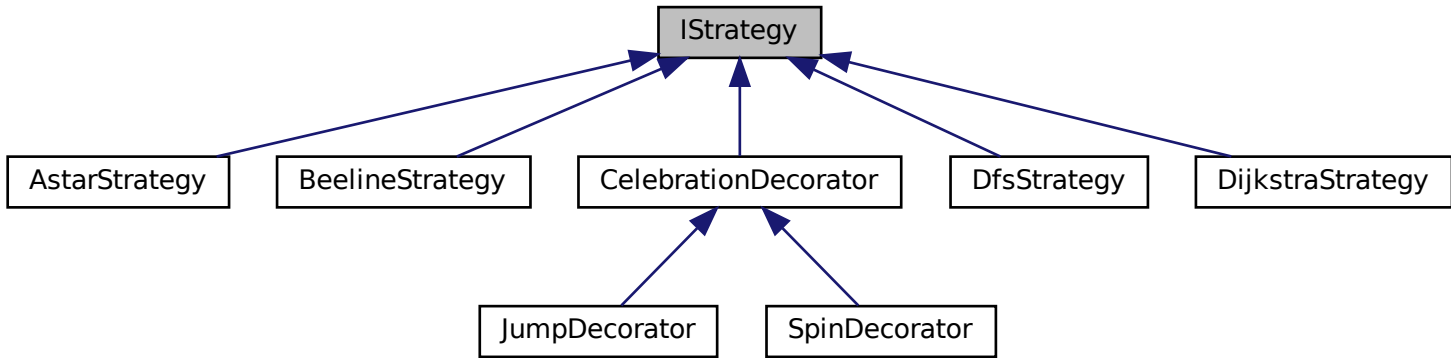 IStrategy
AstarStrategy
BeelineStrategy
CelebrationDecorator
DfsStrategy
DijkstraStrategy
JumpDecorator
SpinDecorator